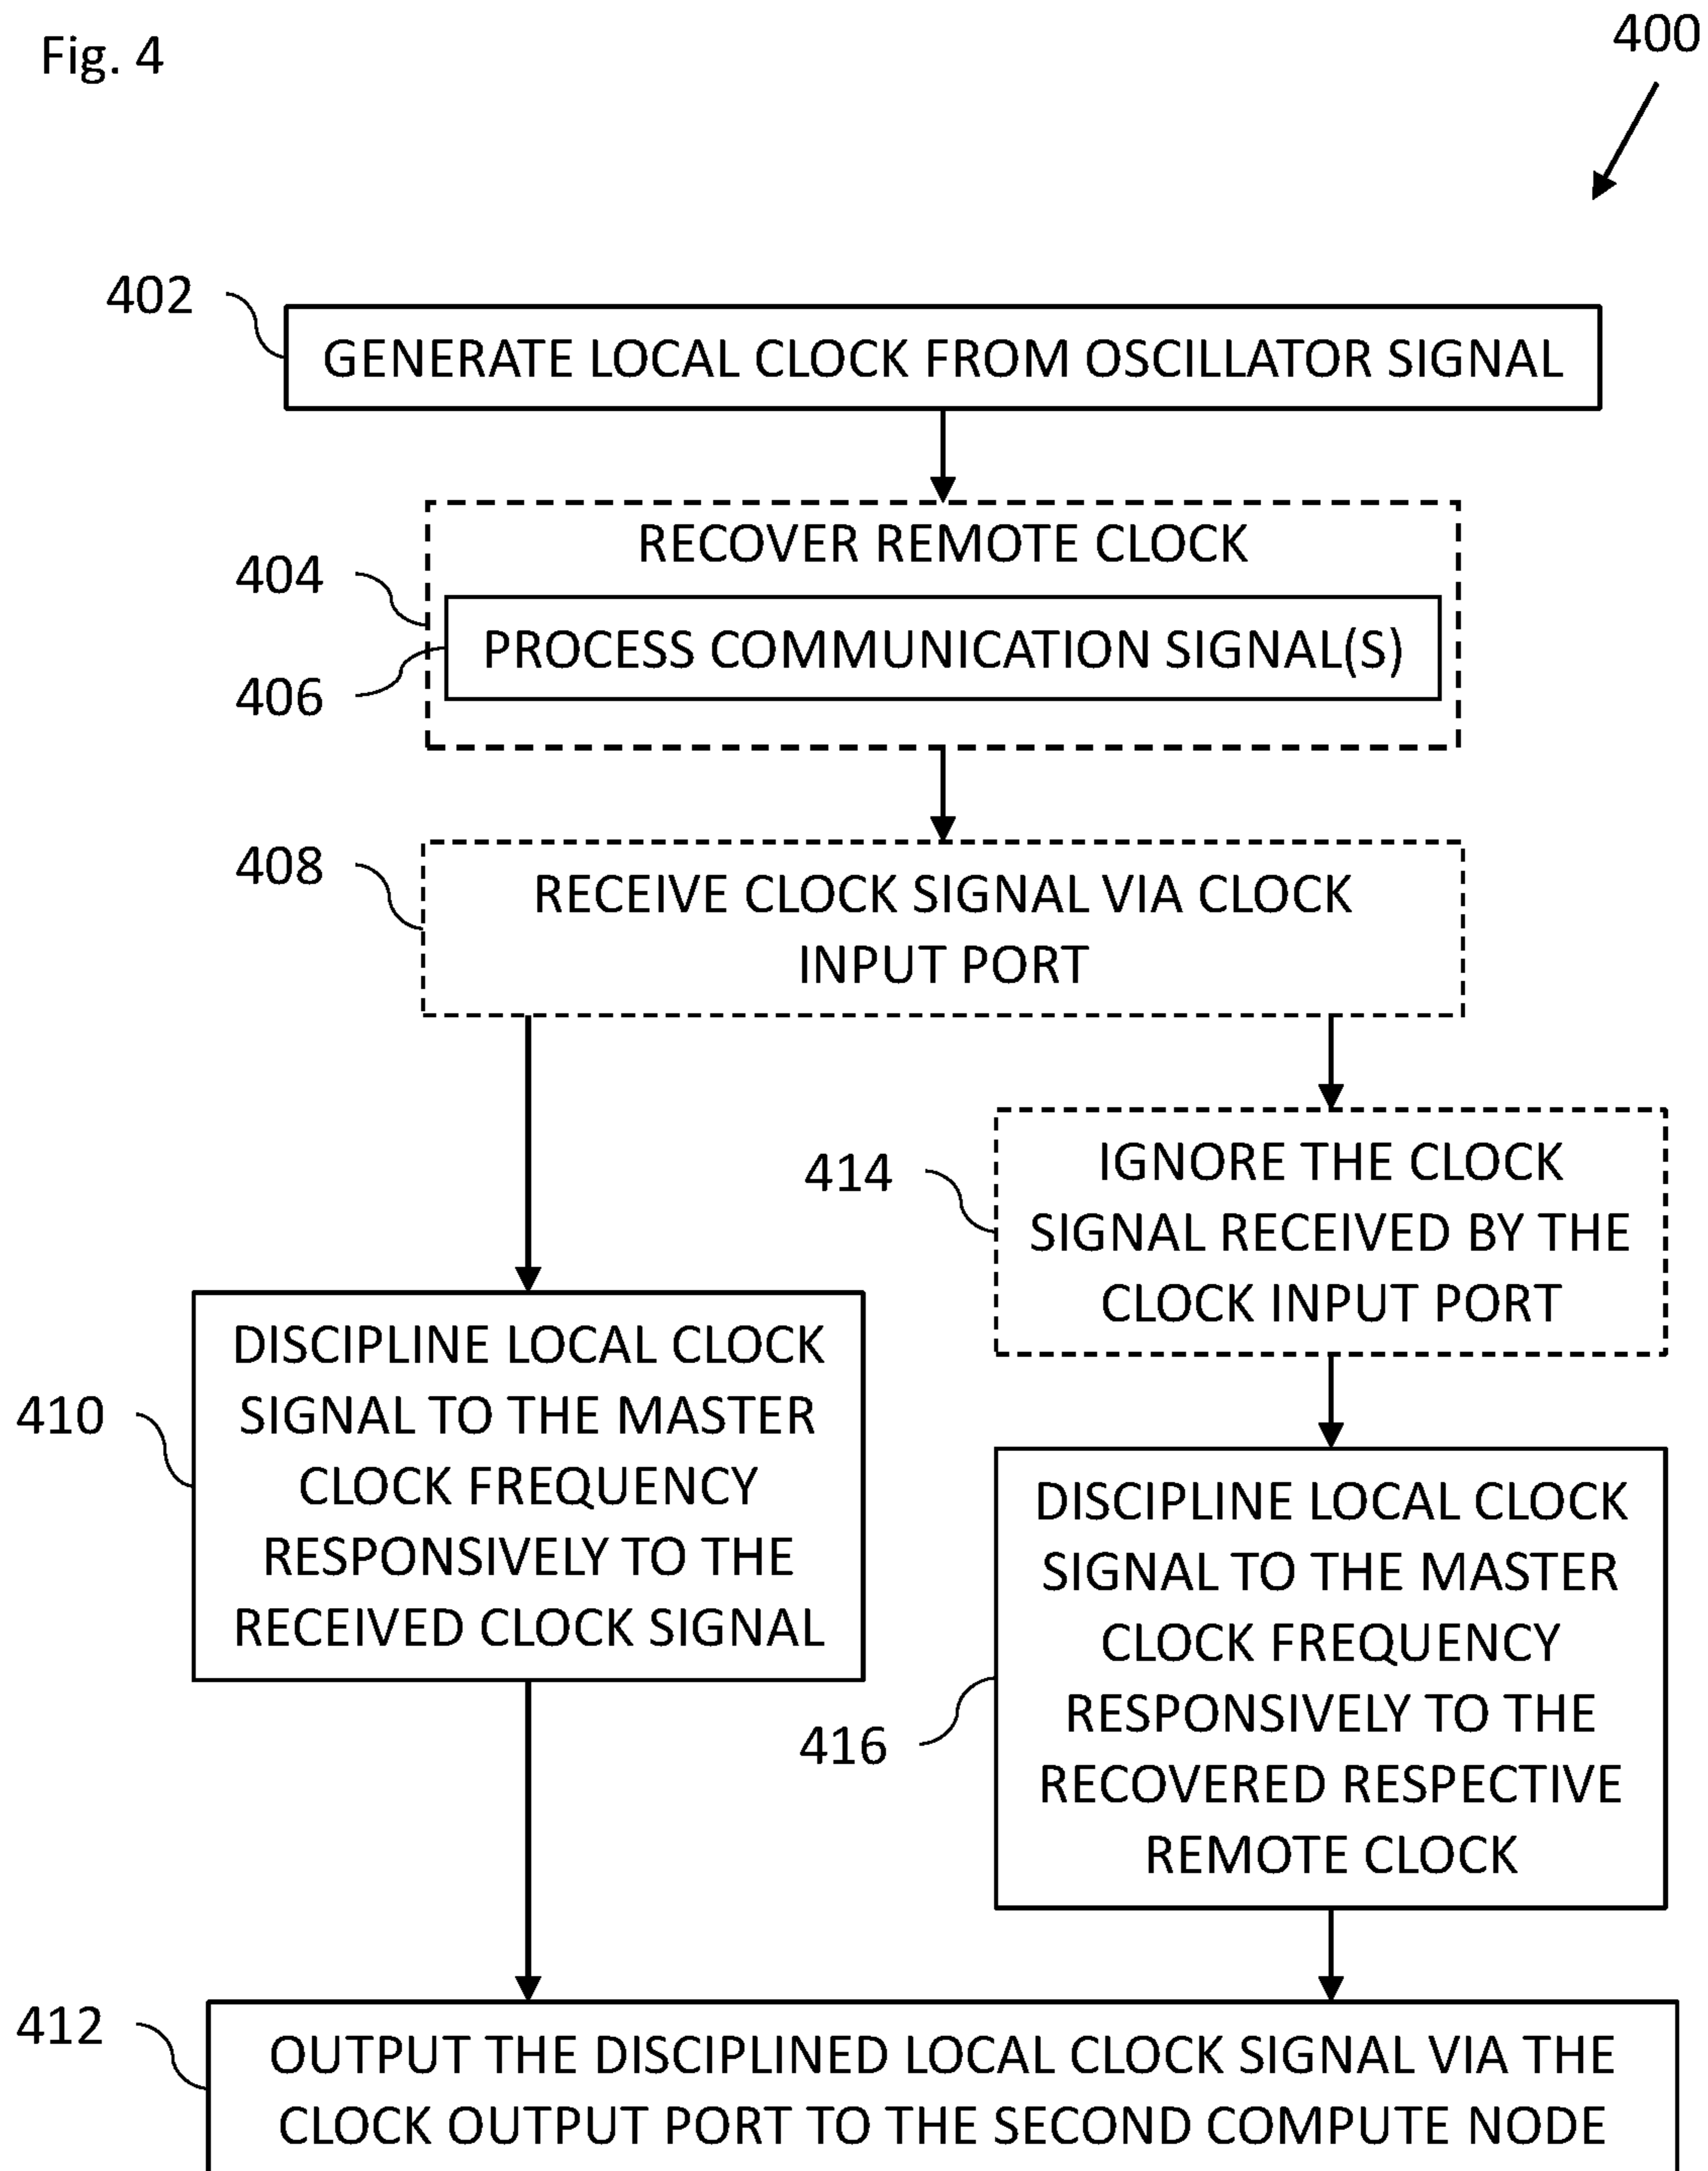 Fig. 4
400
402
GENERATE LOCAL CLOCK FROM OSCILLATOR SIGNAL
RECOVER REMOTE CLOCK
404
PROCESS COMMUNICATION SIGNAL(S)
406
408
RECEIVE CLOCK SIGNAL VIA CLOCK
INPUT PORT
414
IGNORE THE CLOCK
SIGNAL RECEIVED BY THE
CLOCK INPUT PORT
410
DISCIPLINE LOCAL CLOCK
SIGNAL TO THE MASTER
CLOCK FREQUENCY
RESPONSIVELY TO THE
RECEIVED CLOCK SIGNAL
416
DISCIPLINE LOCAL CLOCK
SIGNAL TO THE MASTER
CLOCK FREQUENCY
RESPONSIVELY TO THE
RECOVERED RESPECTIVE
REMOTE CLOCK
412
OUTPUT THE DISCIPLINED LOCAL CLOCK SIGNAL VIA THE
CLOCK OUTPUT PORT TO THE SECOND COMPUTE NODE